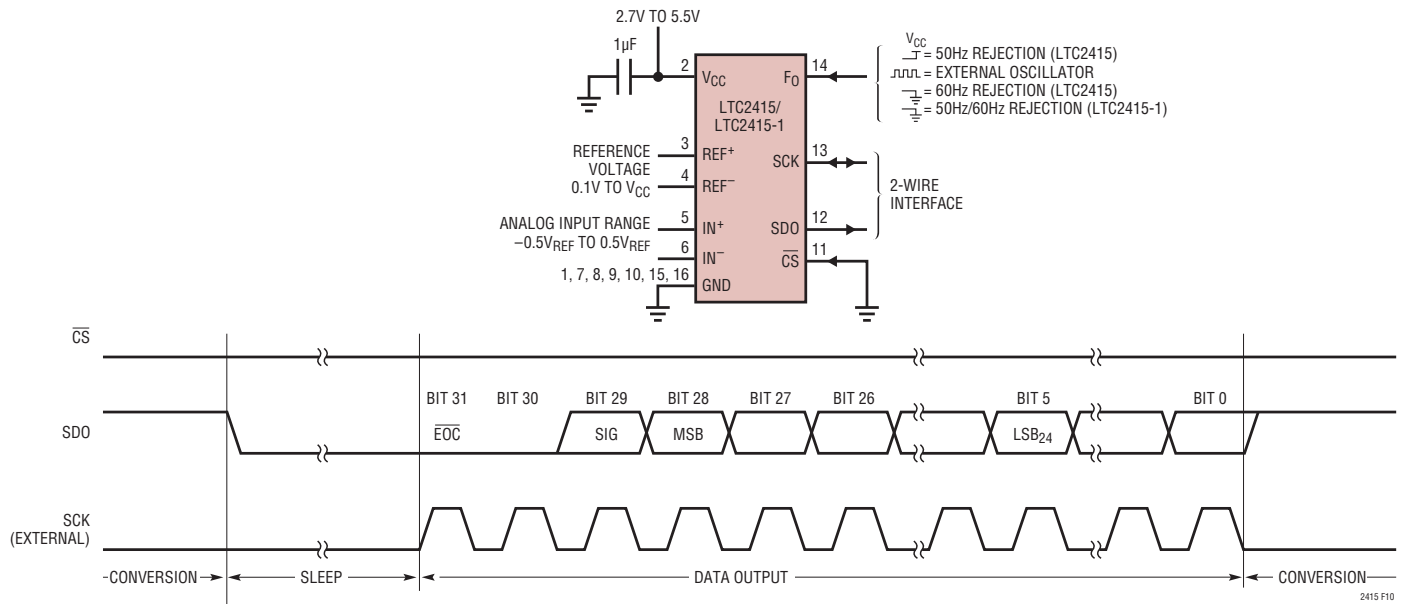 2.7V TO 5.5V
1µF
VCC
= 50Hz REJECTION (LTC2415)
= EXTERNAL OSCILLATOR
= 60Hz REJECTION (LTC2415)
= 50Hz/60Hz REJECTION (LTC2415-1)
2
VCC
FO
14
LTC2415/
LTC2415-1
REFERENCE
VOLTAGE
0.1V TO VCC
3
REF+
4
REF−
SCK
13
2-WIRE
INTERFACE
ANALOG INPUT RANGE
−0.5VREF TO 0.5VREF
5
IN+
6
IN−
SDO
12
CS
11
1, 7, 8, 9, 10, 15, 16
GND
CS
BIT 31
BIT 30
BIT 29
BIT 28
BIT 27
BIT 26
BIT 5
BIT 0
SDO
EOC
SIG
MSB
LSB24
SCK
(EXTERNAL)
CONVERSION
SLEEP
DATA OUTPUT
CONVERSION
2415 F10